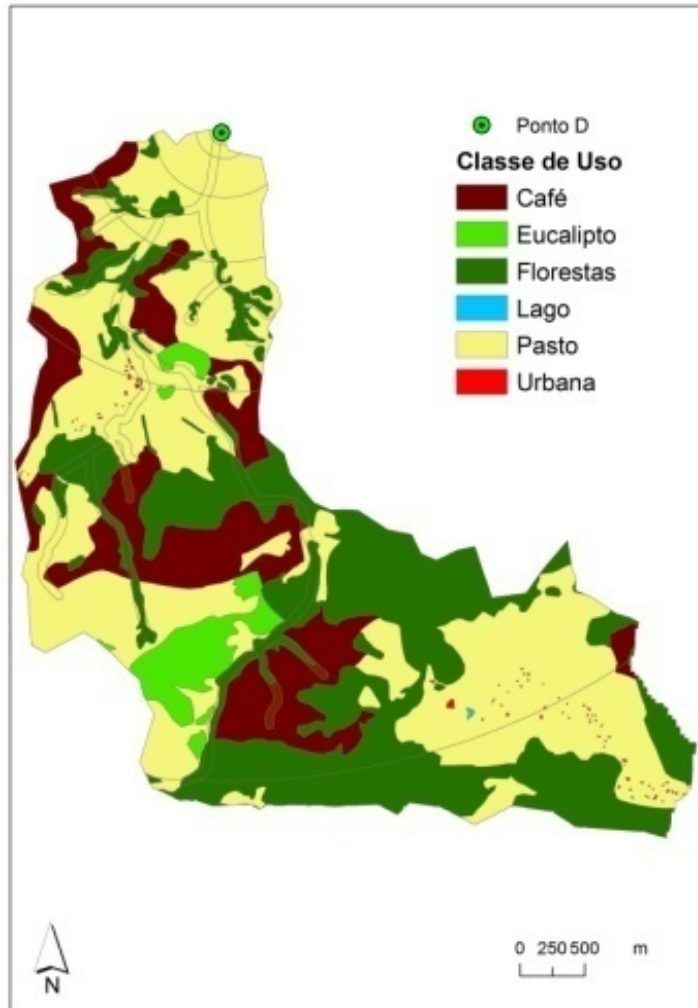 Ponto D
Classe de Uso
Café
Eucalipto
Florestas
Lago
Pasto
Urbana
N
0 250 500 m